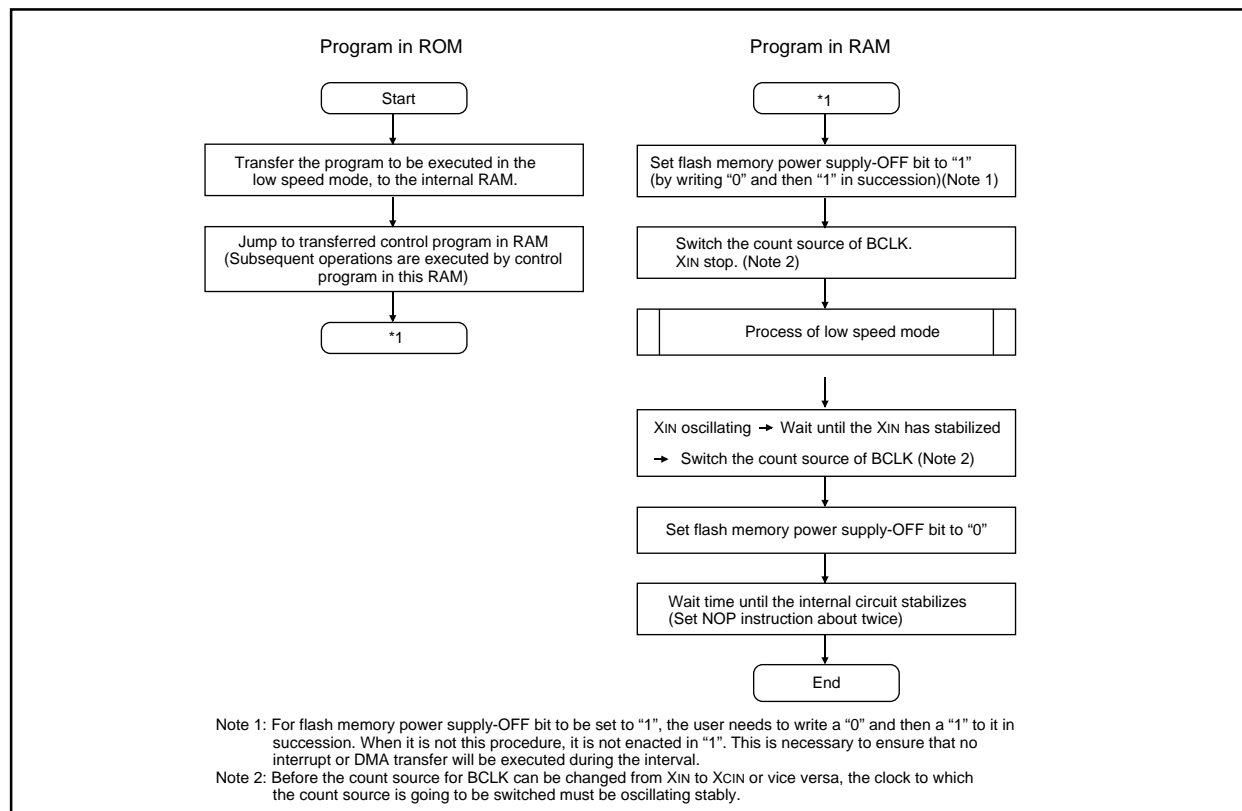 Program in ROM
Start
Transfer the program to be executed in the
low speed mode, to the internal RAM.
Jump to transferred control program in RAM
(Subsequent operations are executed by control
program in this RAM)
*1
Program in RAM
*1
Set flash memory power supply-OFF bit to “1”
(by writing “0” and then “1” in succession)(Note 1)
Switch the count source of BCLK.
XIN stop. (Note 2)
Process of low speed mode
XIN oscillating → Wait until the XIN has stabilized
→ Switch the count source of BCLK (Note 2)
Set flash memory power supply-OFF bit to “0”
Wait time until the internal circuit stabilizes
(Set NOP instruction about twice)
End
Note 1: For flash memory power supply-OFF bit to be set to “1”, the user needs to write a “0” and then a “1” to it in
succession. When it is not this procedure, it is not enacted in “1”. This is necessary to ensure that no
interrupt or DMA transfer will be executed during the interval.
Note 2: Before the count source for BCLK can be changed from XIN to XCIN or vice versa, the clock to which
the count source is going to be switched must be oscillating stably.